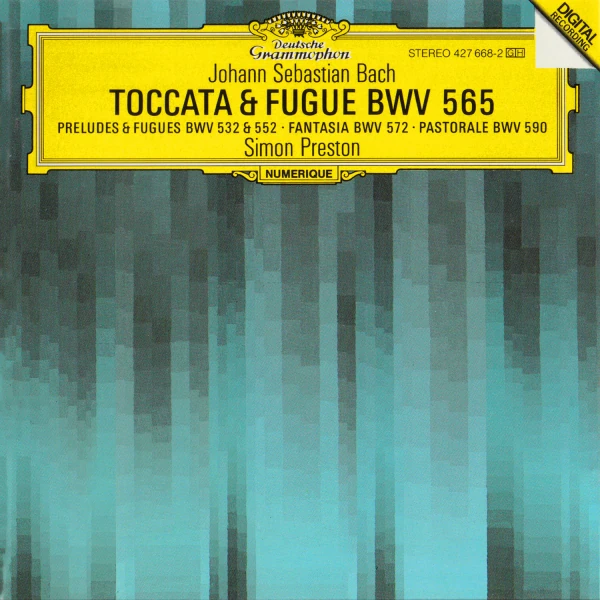 DIGITAL
RECORDING
Deutsche
Grammophon
STEREO 427 668-2 GH
Johann Sebastian Bach
TOCCATA & FUGUE BWV 565
PRELUDES & FUGUES BWV 532 & 552 · FANTASIA BWV 572 · PASTORALE BWV 590
Simon Preston
NUMERIQUE